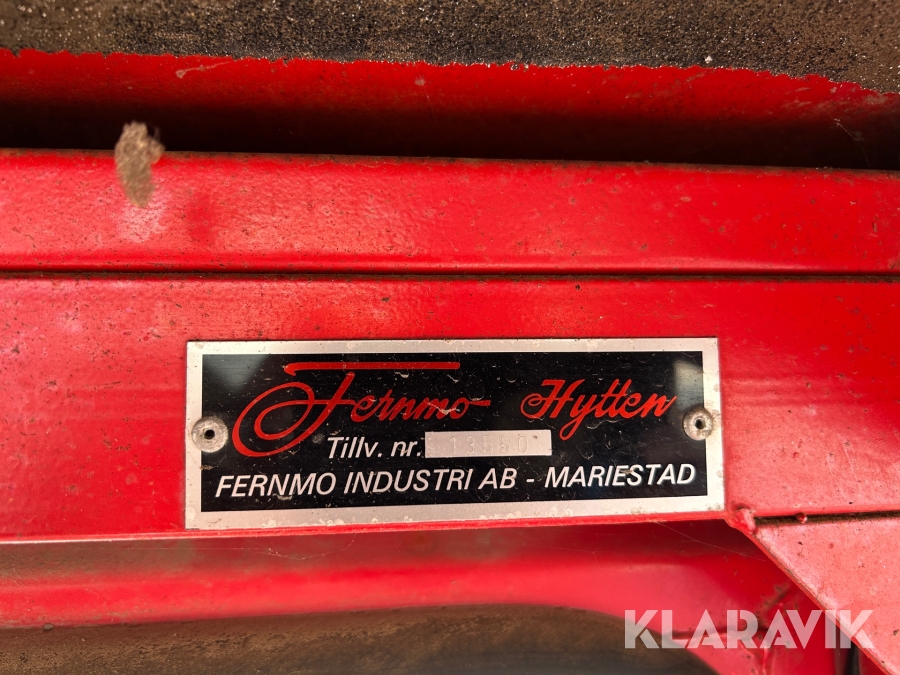 Fernmo Hytten
Tillv. nr.
FERNMO INDUSTRI AB - MARIESTAD
KLARAVIK